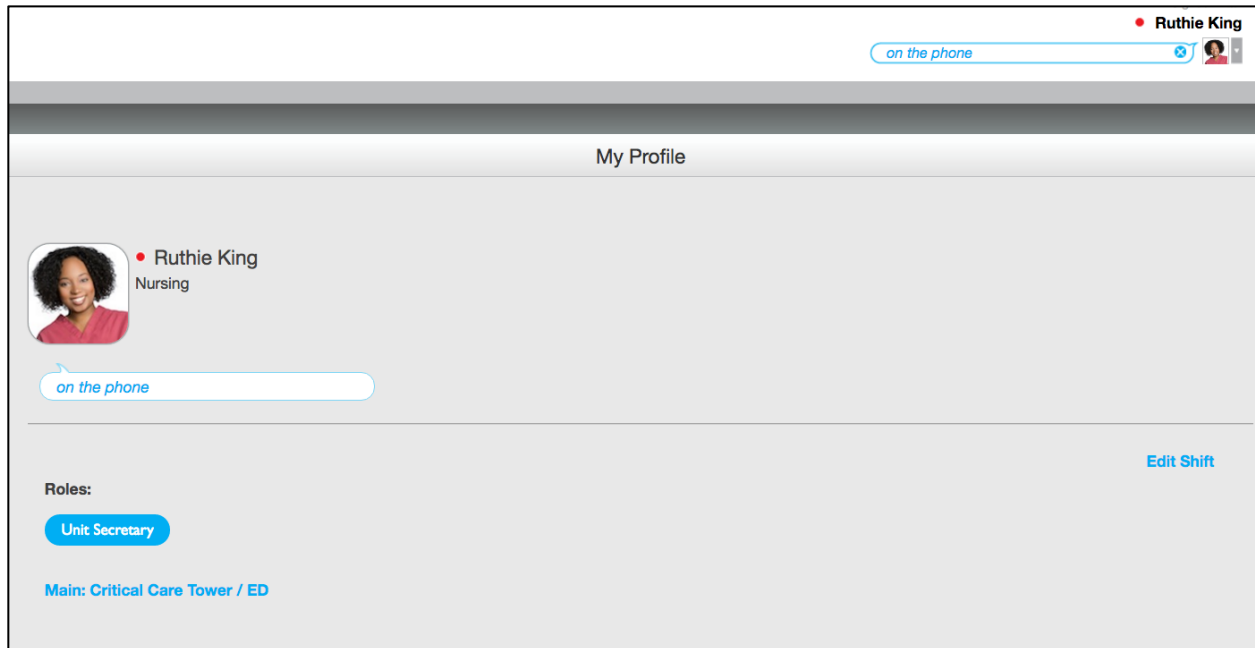 Ruthie King
on the phone
My Profile
Ruthie King
Nursing
on the phone
Edit Shift
Roles:
Unit Secretary
Main: Critical Care Tower / ED